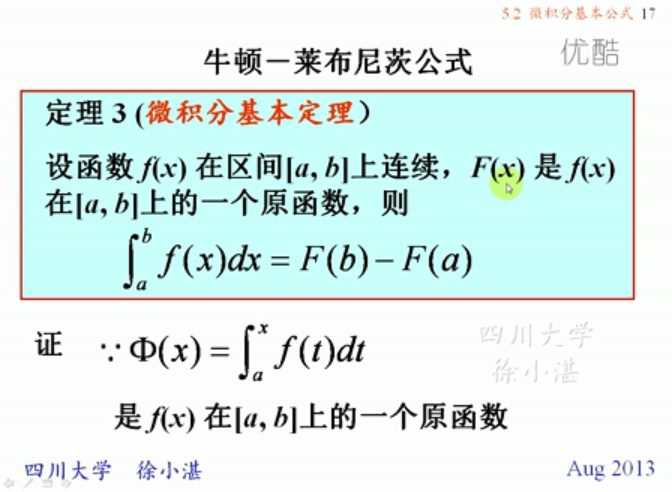 5.2 微积分基本公式 17
优酷
牛顿－莱布尼茨公式
定理 3 (微积分基本定理）
设函数 f(x) 在区间[a, b]上连续，F(x) 是 f(x)
在[a, b]上的一个原函数，则
∫_a^b f(x)dx = F(b) − F(a)
证 ∵ Φ(x) = ∫_a^x f(t)dt
四川大学
徐小湛
是 f(x) 在[a, b]上的一个原函数
四川大学 徐小湛 Aug 2013